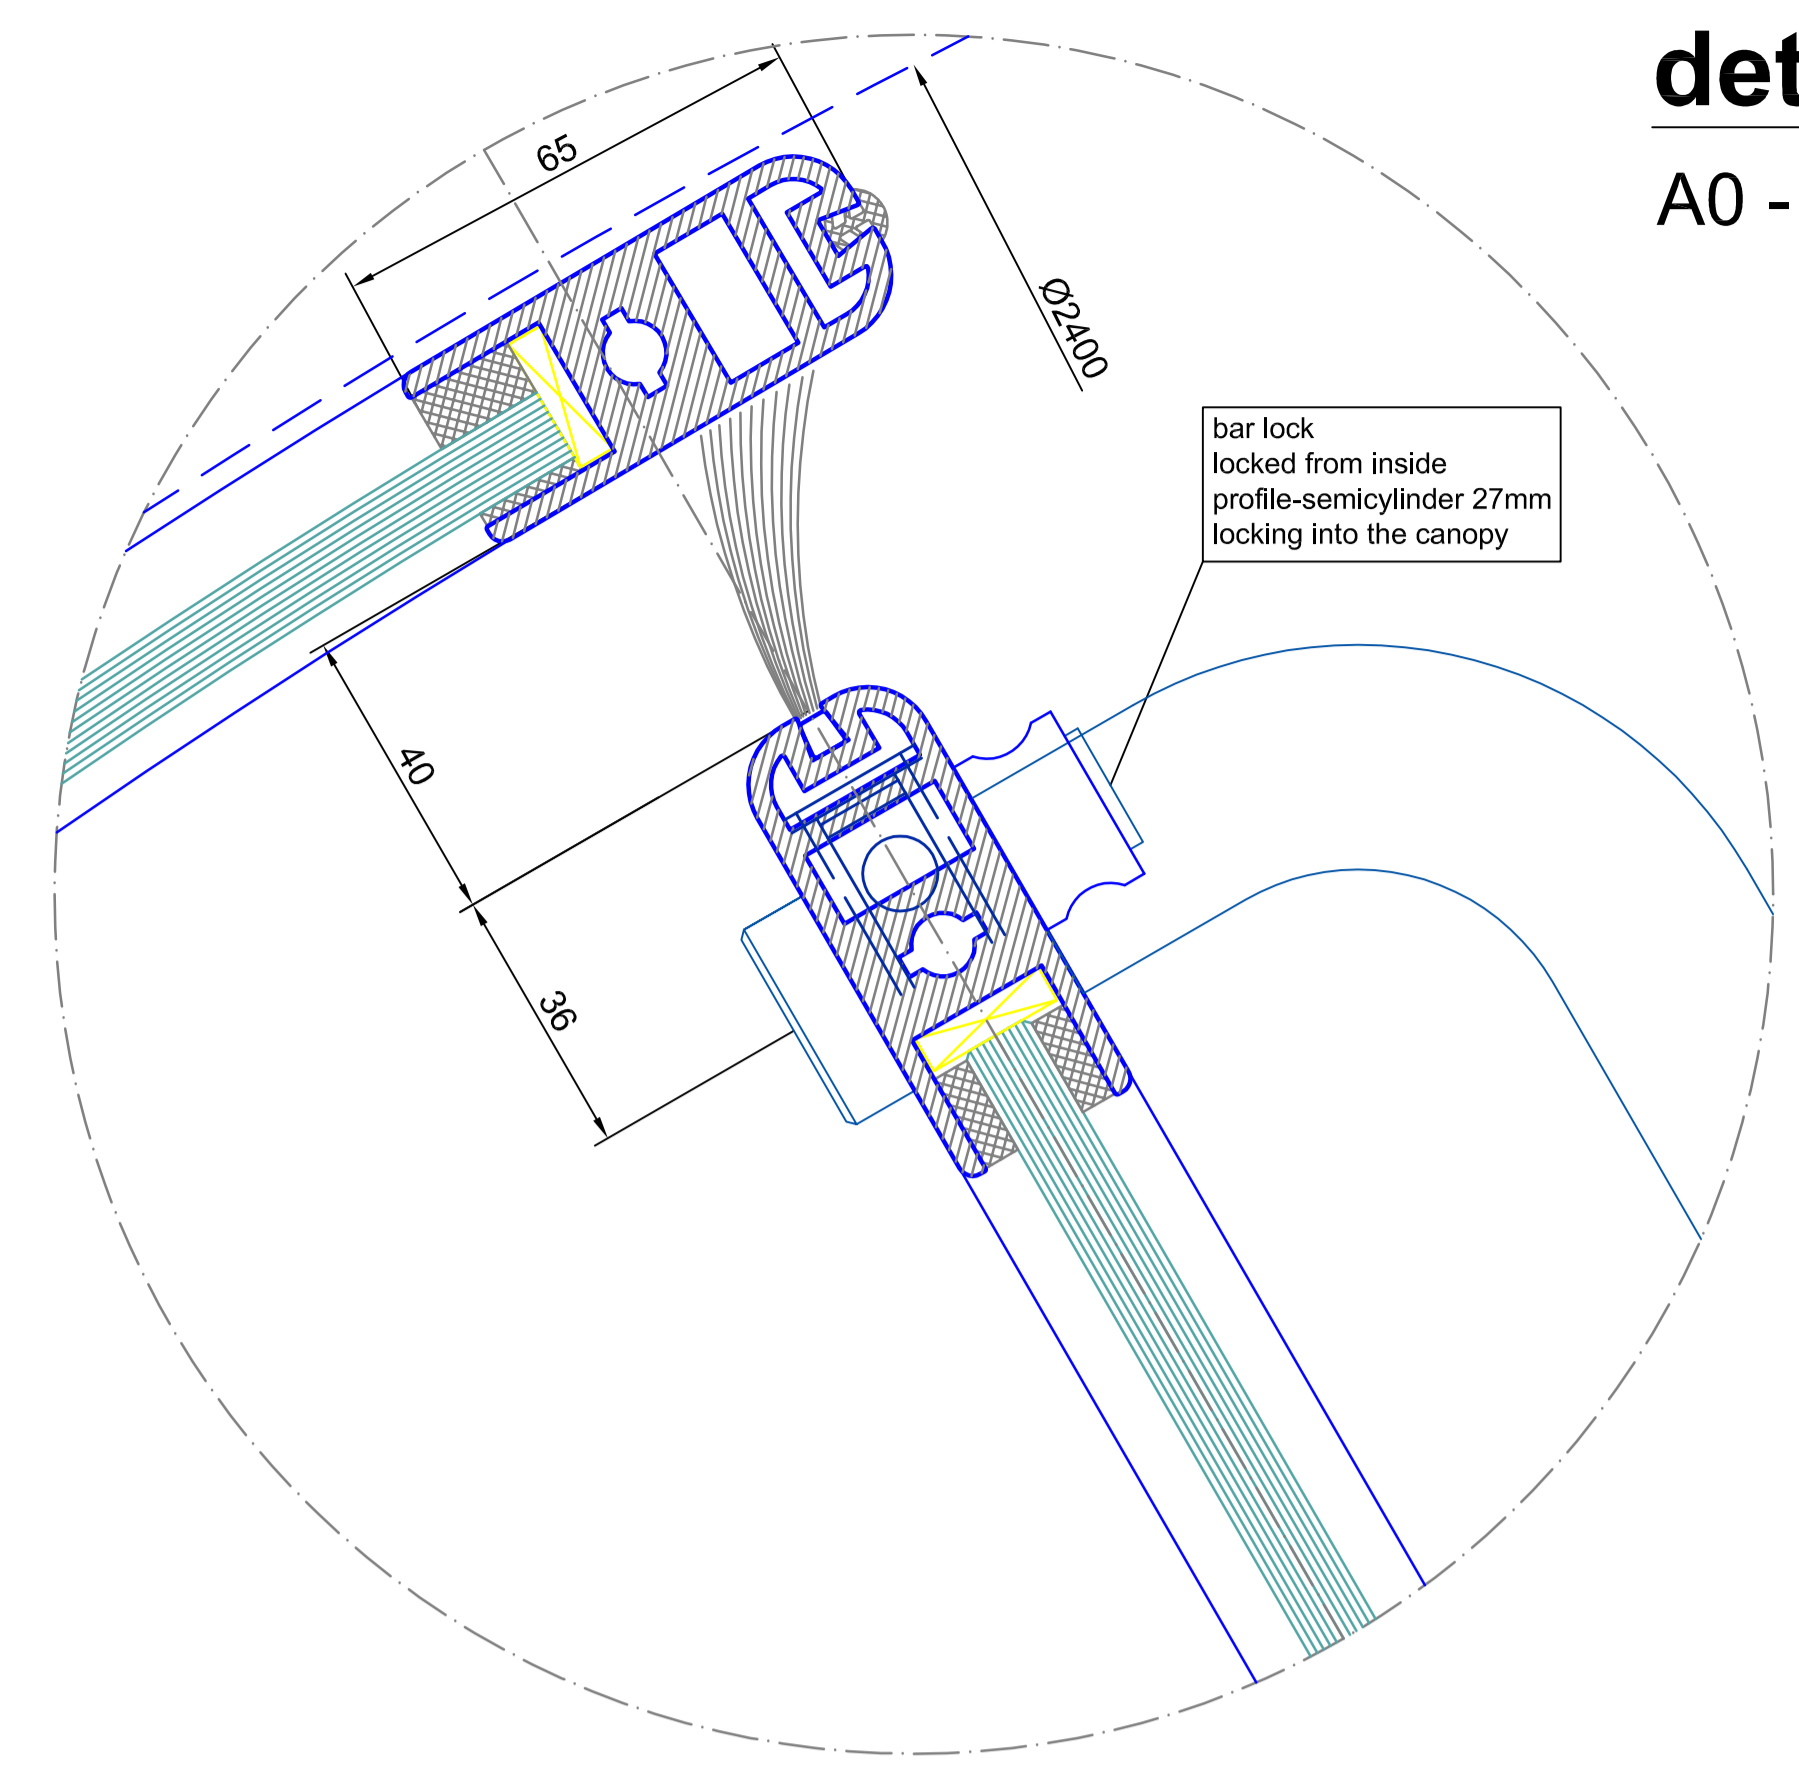 det
A0 -
65
Ø2400
bar lock
locked from inside
profile-semicylinder 27mm
locking into the canopy
40
36